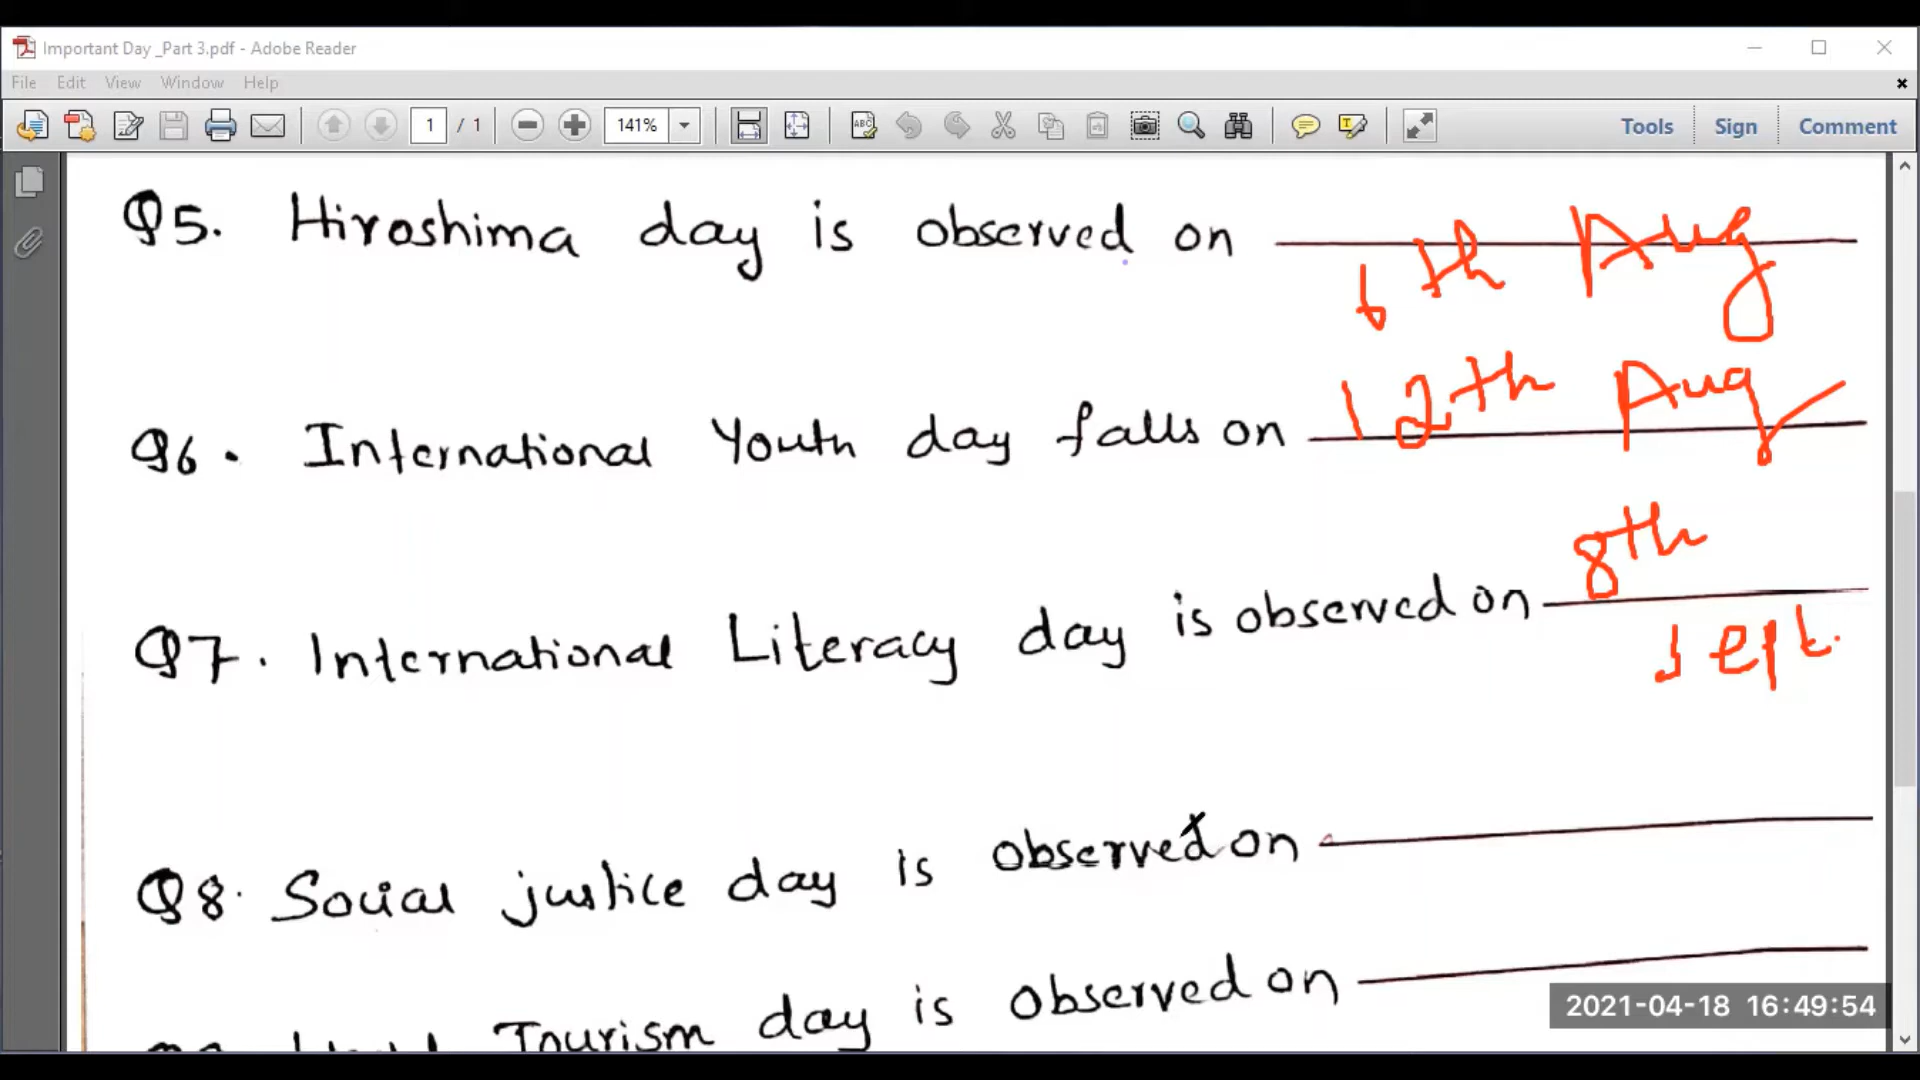 Important Day _Part 3.pdf - Adobe Reader
File Edit View Window Help
1 / 1 141% Tools Sign Comment
Q5. Hiroshima day is observed on 6th Aug
Q6. International Youth day falls on 12th Aug
Q7. International Literacy day is observed on 8th
Sept.
Q8. Social justice day is observed on
Tourism day is observed on
2021-04-18 16:49:54